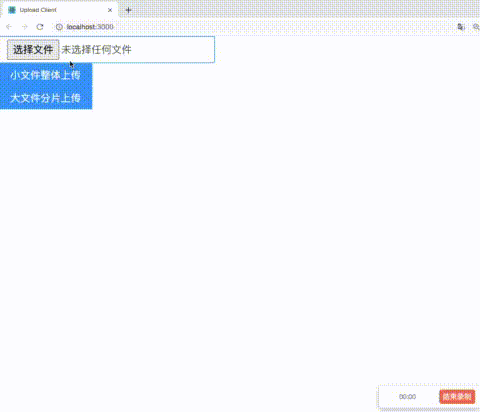 Upload Client
localhost:3000
选择文件 未选择任何文件
小文件整体上传
大文件分片上传
00:00 结束录制